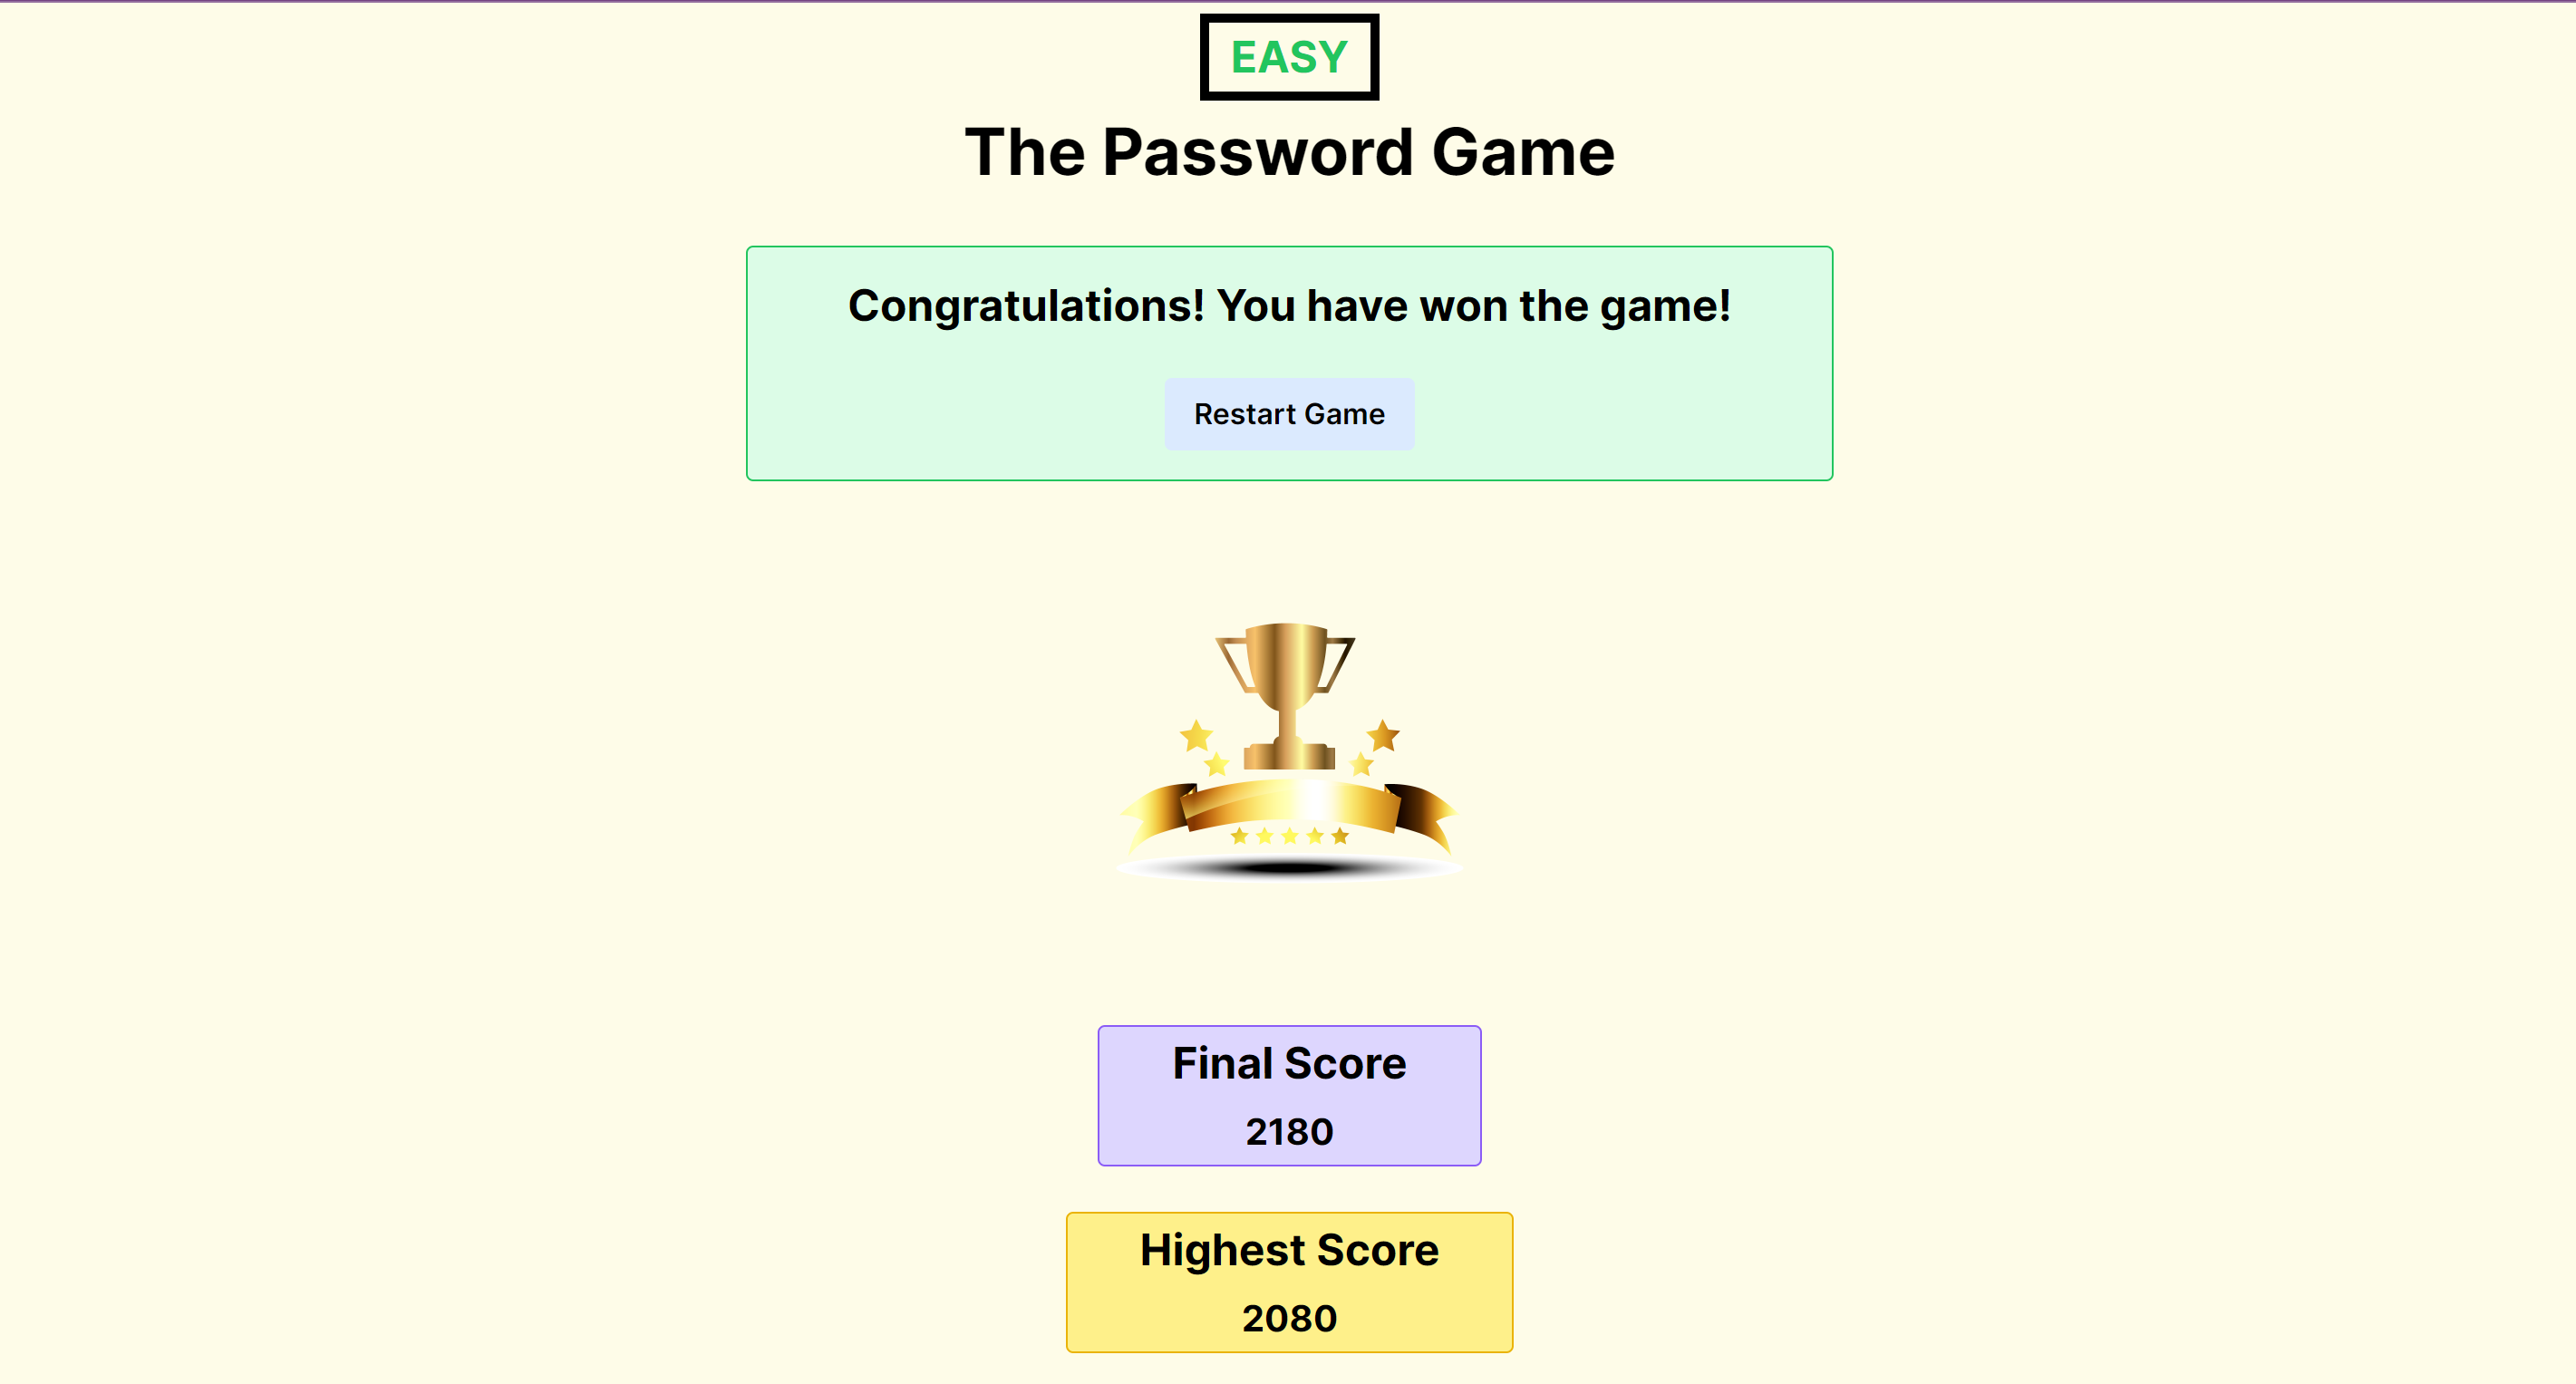 EASY
The Password Game
Congratulations! You have won the game!
Restart Game
Final Score
2180
Highest Score
2080